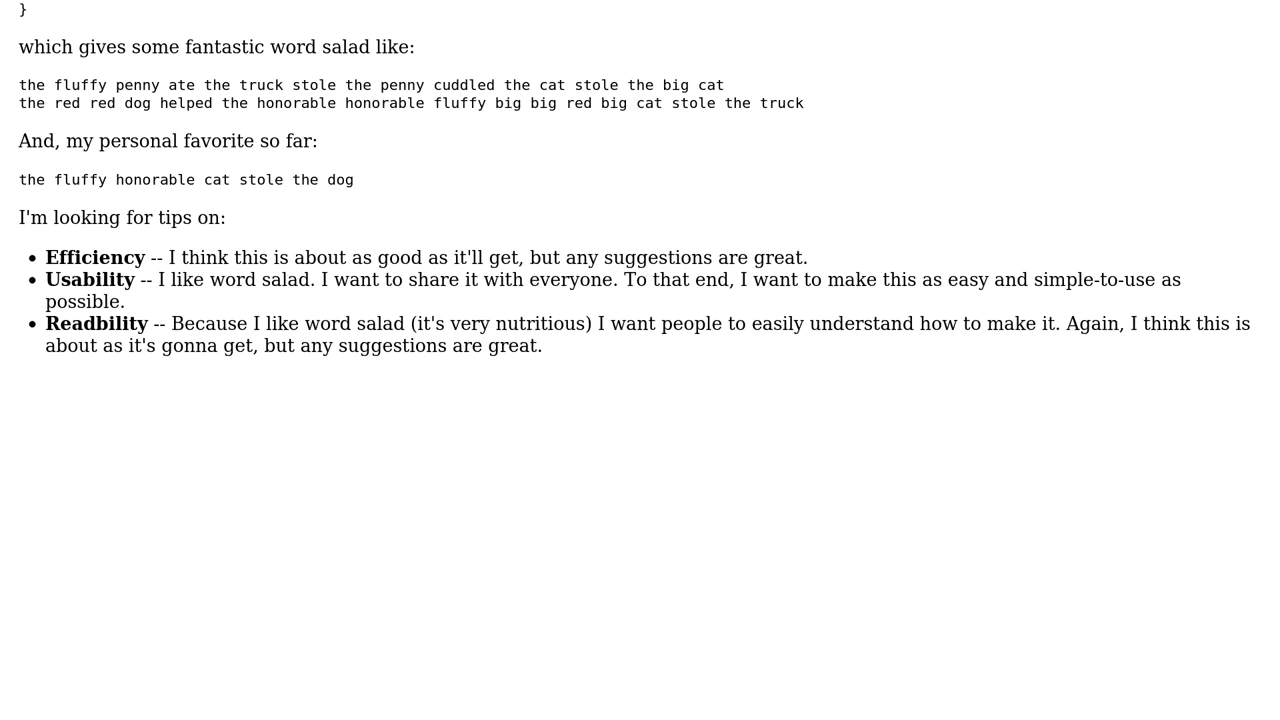 }
which gives some fantastic word salad like:
the fluffy penny ate the truck stole the penny cuddled the cat stole the big cat
the red red dog helped the honorable honorable fluffy big big red big cat stole the truck
And, my personal favorite so far:
the fluffy honorable cat stole the dog
I'm looking for tips on:
• Efficiency -- I think this is about as good as it'll get, but any suggestions are great.
• Usability -- I like word salad. I want to share it with everyone. To that end, I want to make this as easy and simple-to-use as
possible.
• Readbility -- Because I like word salad (it's very nutritious) I want people to easily understand how to make it. Again, I think this is
about as it's gonna get, but any suggestions are great.